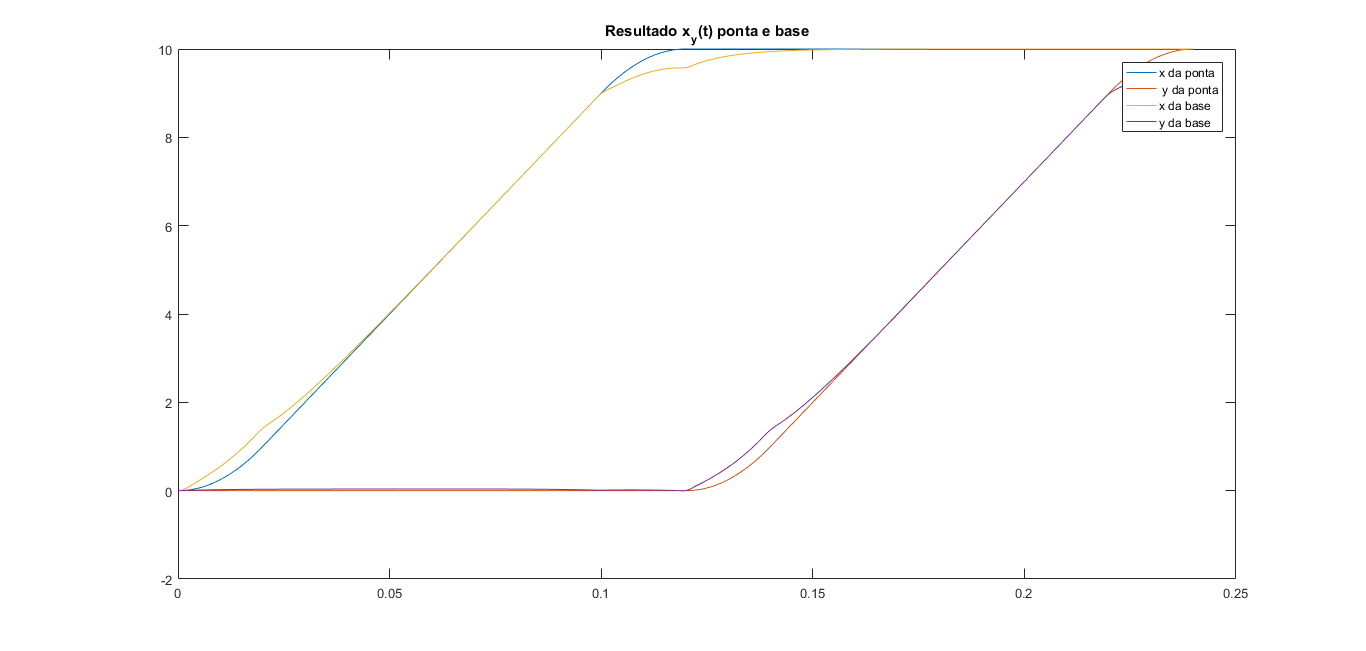 Resultado x_y(t) ponta e base
10
8
6
4
2
0
-2
x da ponta
y da ponta
x da base
y da base
0 0.05 0.1 0.15 0.2 0.25